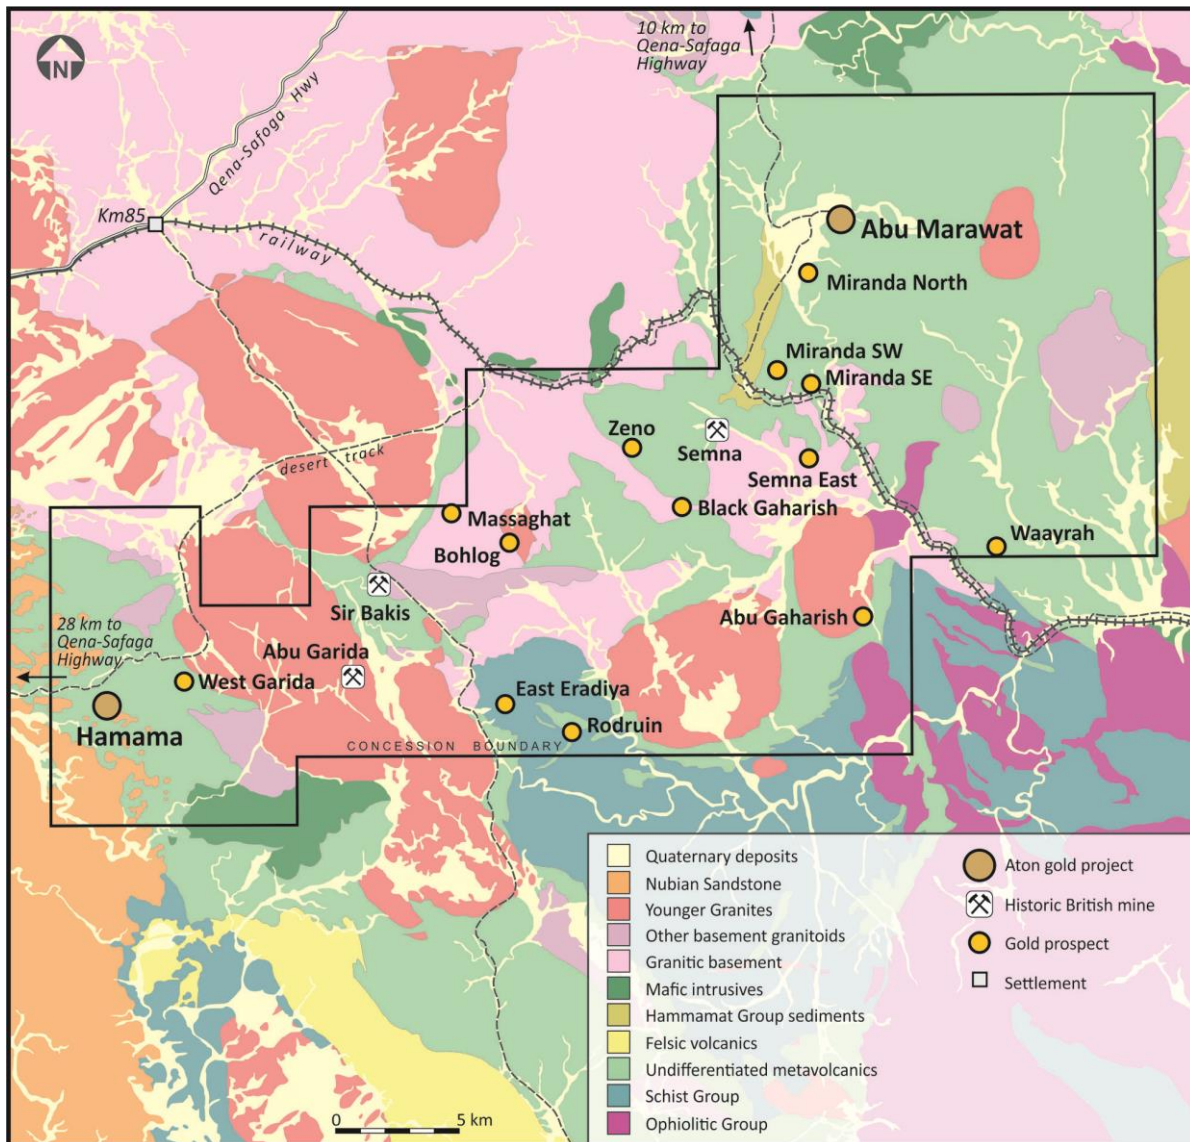 10 km to
Qena-Safaga
Highway
N
Qena-Safoga Hwy
Km85
railway
Abu Marawat
Miranda North
Miranda SW
Miranda SE
Zeno
Semna
Semna East
desert track
Massaghat
Black Gaharish
Bohlog
Waayrah
Sir Bakis
Abu Gaharish
28 km to
Qena-Safaga
Highway
Abu Garida
West Garida
East Eradiya
Rodruin
Hamama
CONCESSION BOUNDARY
Quaternary deposits
Nubian Sandstone
Younger Granites
Other basement granitoids
Granitic basement
Mafic intrusives
Hammamat Group sediments
Felsic volcanics
Undifferentiated metavolcanics
Schist Group
Ophiolitic Group
Aton gold project
Historic British mine
Gold prospect
Settlement
0 5 km